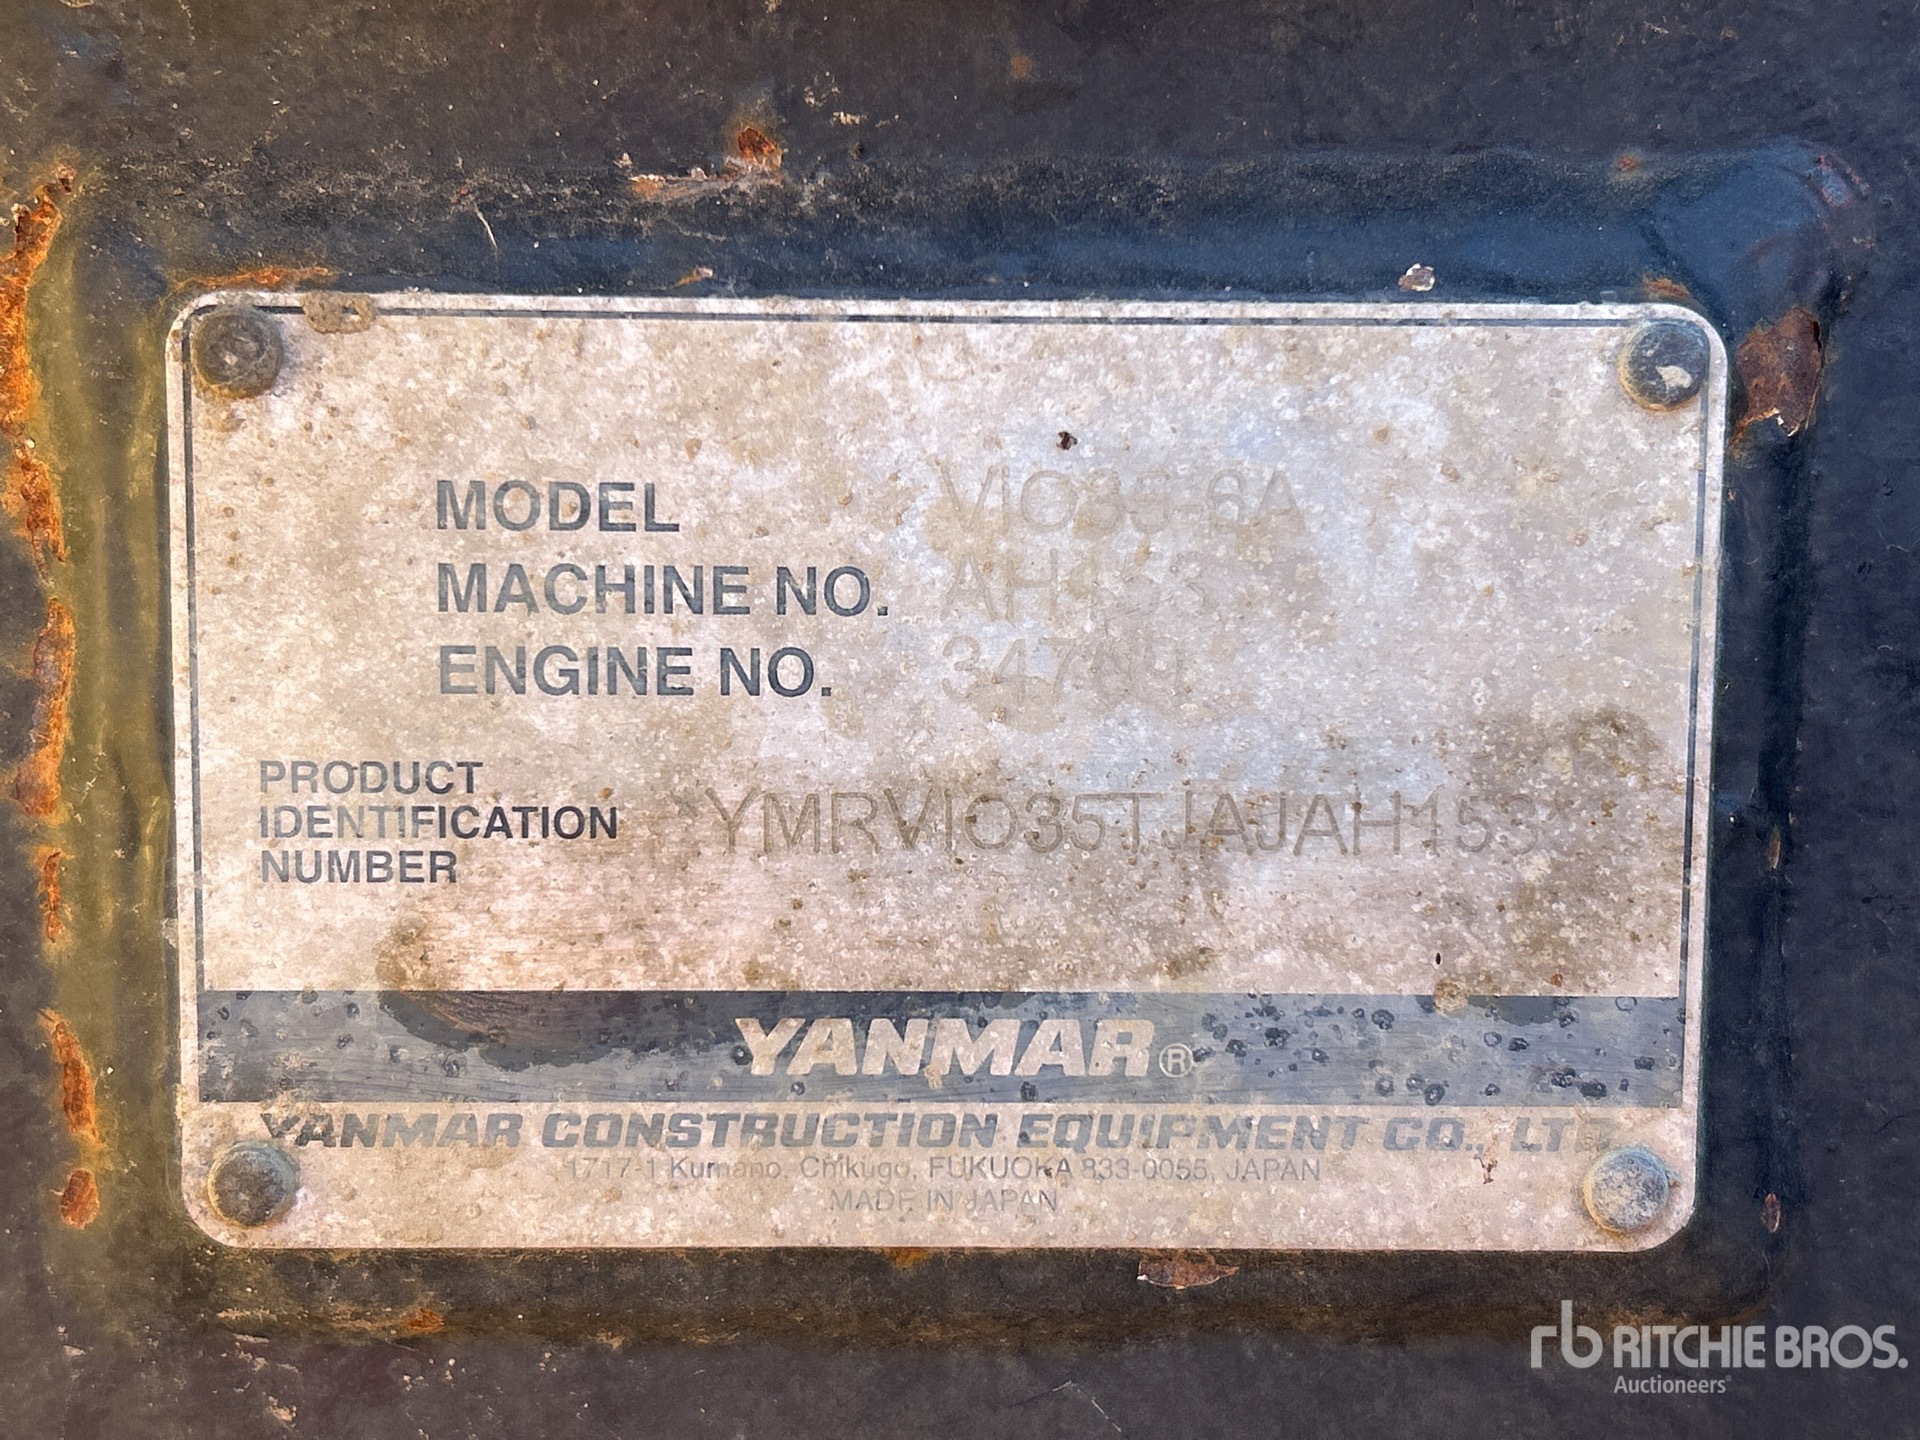 MODEL VIO35-6A
MACHINE NO.
ENGINE NO.
PRODUCT
IDENTIFICATION
NUMBER
*YMRVIO35TJAJAH153*
YANMAR®
YANMAR CONSTRUCTION EQUIPMENT CO., LTD.
1717-1 Kumano, Chikugo, FUKUOKA 833-0055, JAPAN
MADE IN JAPAN
rb RITCHIE BROS.
Auctioneers